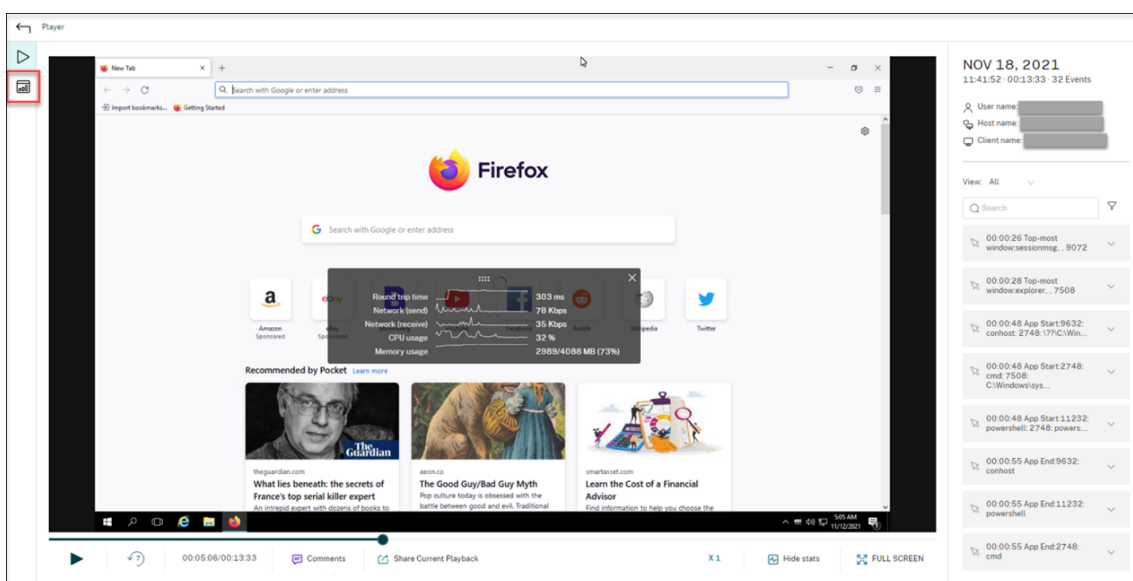 Player
New Tab
Search with Google or enter address
Import bookmarks...
Getting Started
Firefox
Search with Google or enter address
a
ebay
Round trip time 303 ms
Network (send) 78 Kbps
Network (receive) 35 Kbps
CPU usage 32 %
Memory usage 2989/4088 MB (73%)
Amazon
Sponsored
eBay
Facebook
Reddit
Wikipedia
Twitter
Recommended by Pocket Learn more
The
Guardian
theguardian.com
What lies beneath: the secrets of
France's top serial killer expert
An intrepid expert with dozens of books to
aeon.co
The Good Guy/Bad Guy Myth
Pop culture today is obsessed with the
battle between good and evil. Traditional
smartasset.com
Learn the Cost of a Financial
Advisor
Find information to help you choose the
5:05 AM
11/12/2021
7
00:05:06/00:13:33
Comments
Share Current Playback
X 1
Hide stats
FULL SCREEN
NOV 18, 2021
11:41:52 · 00:13:33 · 32 Events
User name:
Host name:
Client name:
View: All
Search
00:00:26 Top-most
window:sessionmsg, , 9072
00:00:28 Top-most
window:explorer, , 7508
00:00:48 App Start:9632:
conhost: 2748: \??\C:\Win...
00:00:48 App Start:2748:
cmd: 7508:
C:\Windows\sys...
00:00:48 App Start:11232:
powershell: 2748: powers...
00:00:55 App End:9632:
conhost
00:00:55 App End:11232:
powershell
00:00:55 App End:2748:
cmd